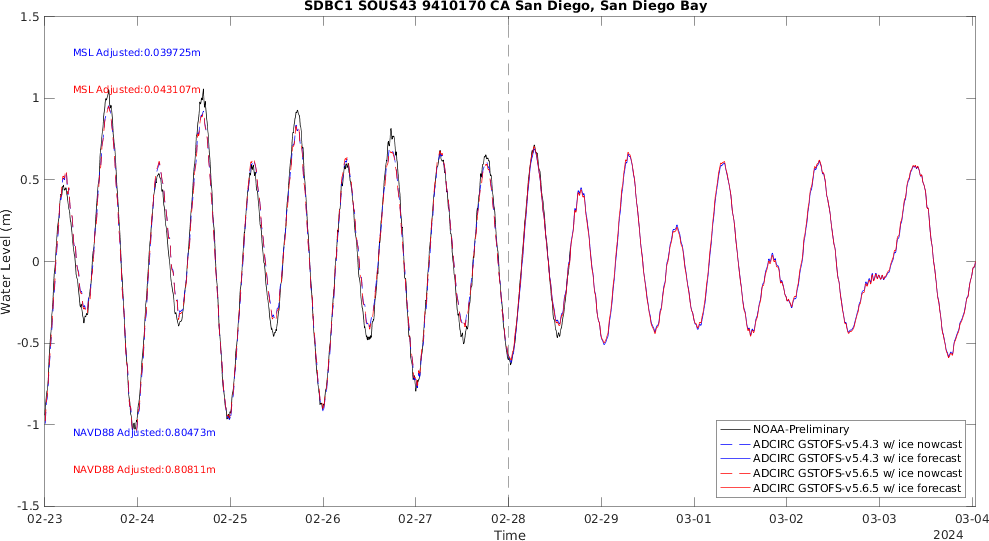 SDBC1 SOUS43 9410170 CA San Diego, San Diego Bay
1.5
MSL Adjusted:0.039725m
MSL Adjusted:0.043107m
1
0.5
0
-0.5
-1
-1.5
Water Level (m)
NAVD88 Adjusted:0.80473m
NAVD88 Adjusted:0.80811m
NOAA-Preliminary
ADCIRC GSTOFS-v5.4.3 w/ ice nowcast
ADCIRC GSTOFS-v5.4.3 w/ ice forecast
ADCIRC GSTOFS-v5.6.5 w/ ice nowcast
ADCIRC GSTOFS-v5.6.5 w/ ice forecast
02-23 02-24 02-25 02-26 02-27 02-28 02-29 03-01 03-02 03-03 03-04
Time
2024